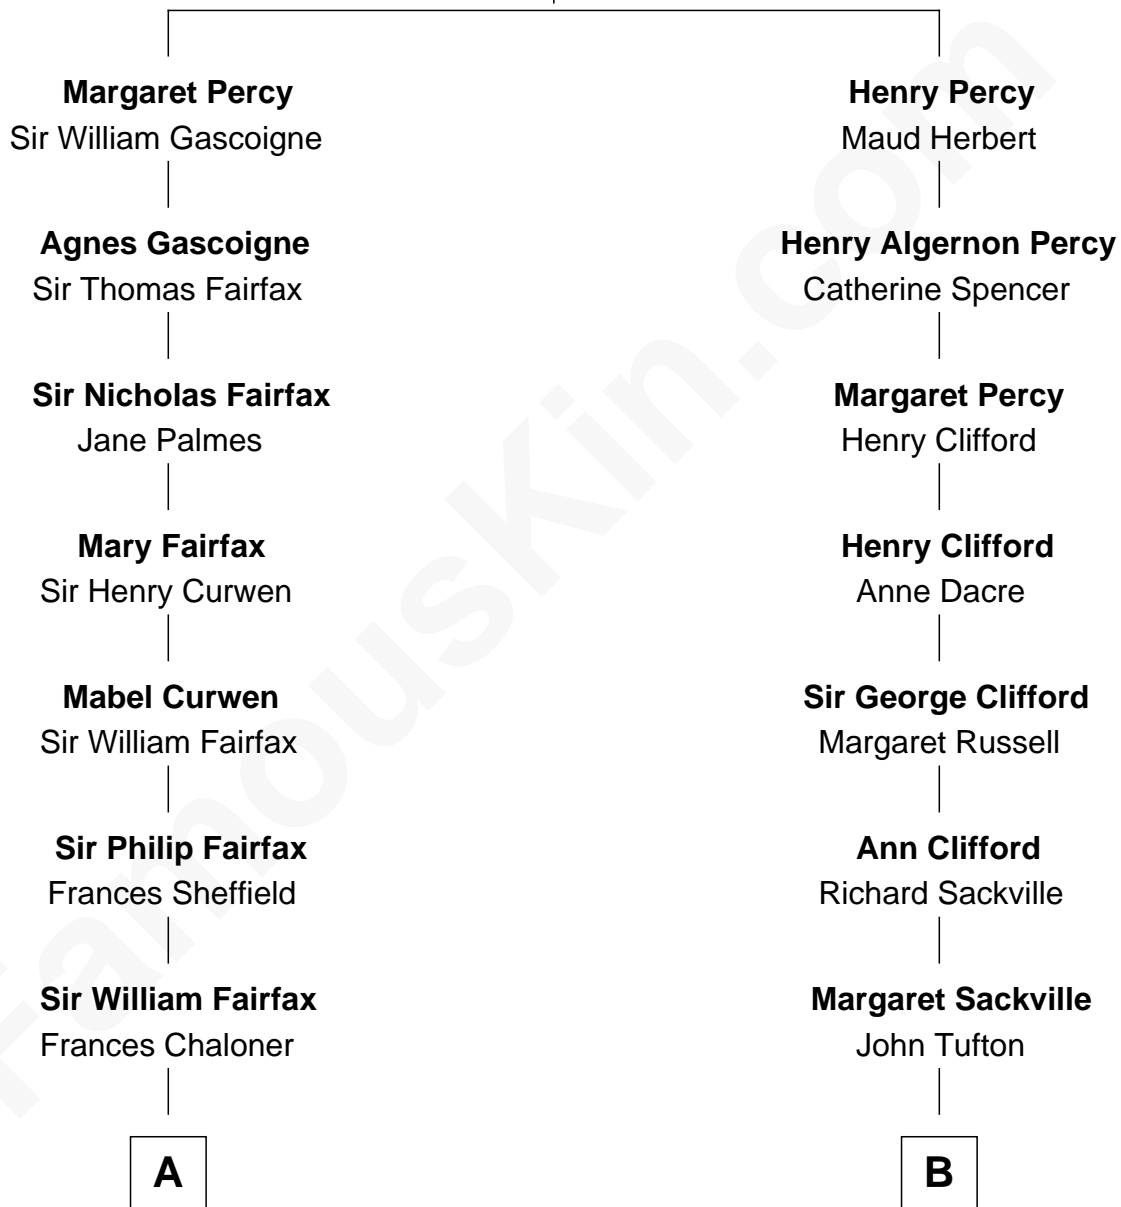 Margaret Percy
Sir William Gascoigne
Agnes Gascoigne
Sir Thomas Fairfax
Sir Nicholas Fairfax
Jane Palmes
Mary Fairfax
Sir Henry Curwen
Mabel Curwen
Sir William Fairfax
Sir Philip Fairfax
Frances Sheffield
Sir William Fairfax
Frances Chaloner
A
Henry Percy
Maud Herbert
Henry Algernon Percy
Catherine Spencer
Margaret Percy
Henry Clifford
Henry Clifford
Anne Dacre
Sir George Clifford
Margaret Russell
Ann Clifford
Richard Sackville
Margaret Sackville
John Tufton
B
FamousKin.com